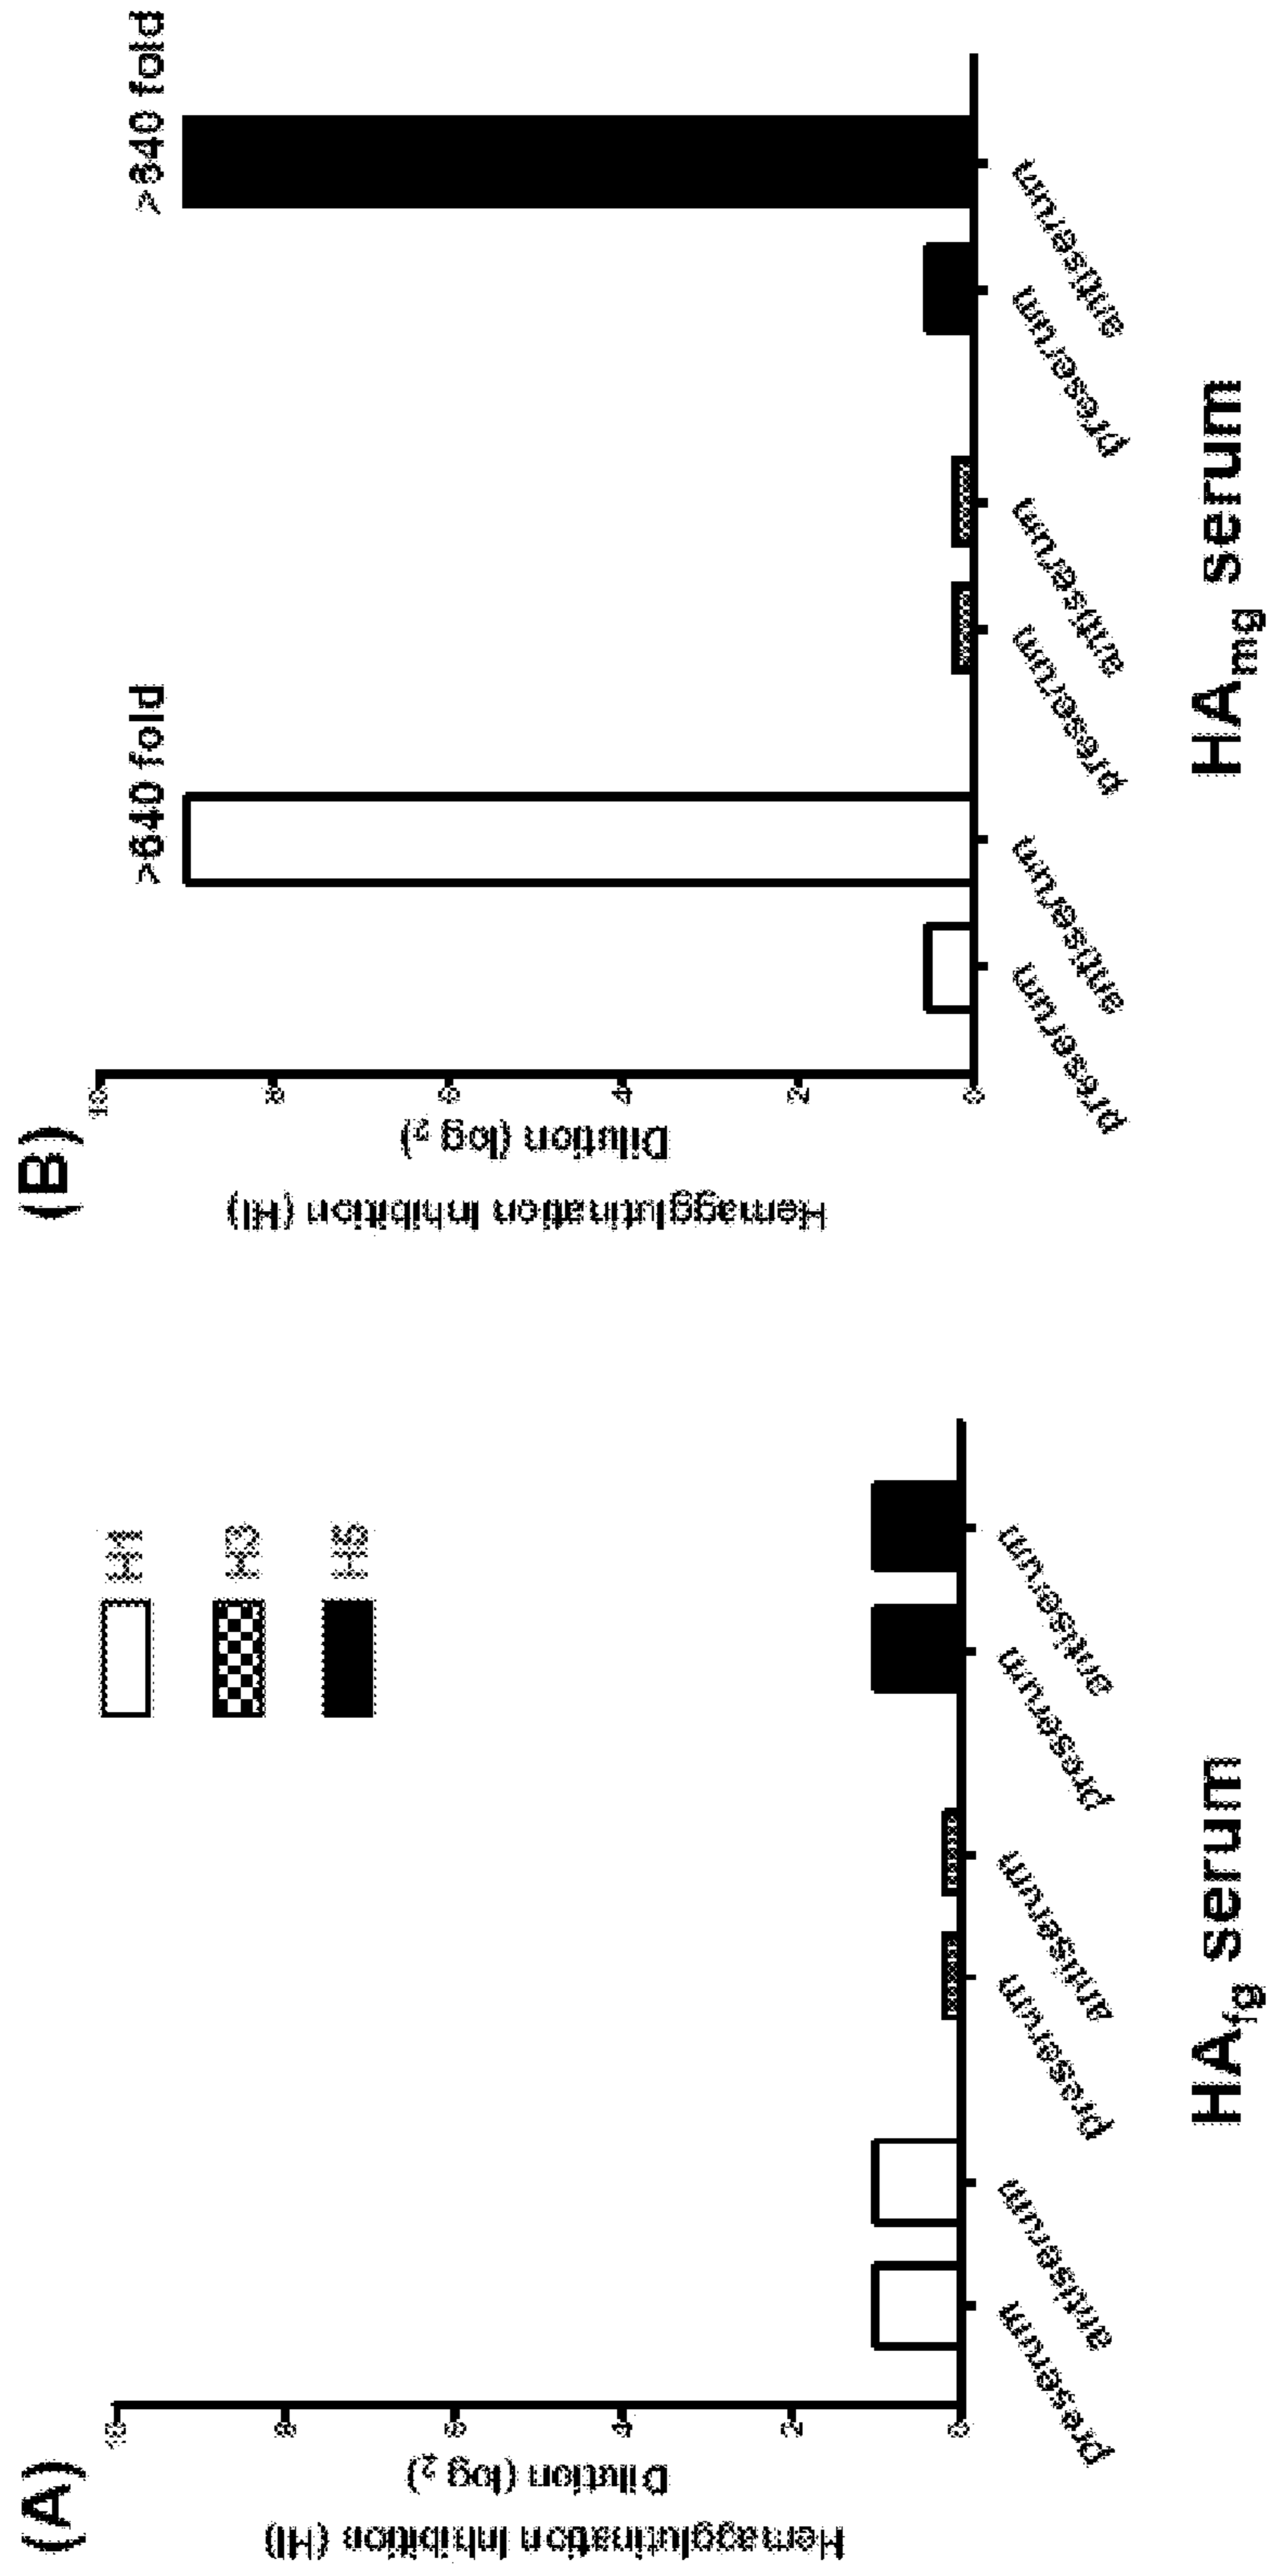 (A)
Hemagglutination Inhibition (HI)
Dilution (log 2)
10
8
6
4
2
0
H1
H3
H5
preserum
antiserum
preserum
antiserum
preserum
antiserum
HAfg serum
(B)
Hemagglutination Inhibition (HI)
Dilution (log 2)
10
8
6
4
2
0
>640 fold
>640 fold
preserum
antiserum
preserum
antiserum
preserum
antiserum
HAmg serum